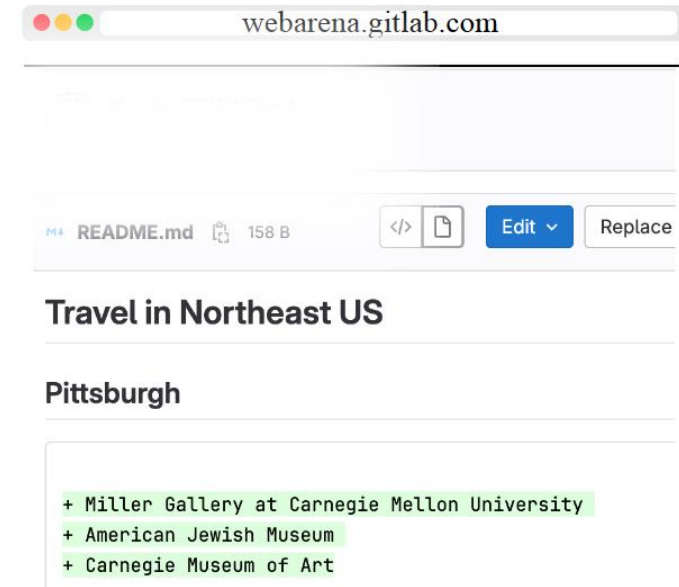 webarena.gitlab.com
README.md 158 B </> Edit Replace
Travel in Northeast US
Pittsburgh
+ Miller Gallery at Carnegie Mellon University
+ American Jewish Museum
+ Carnegie Museum of Art